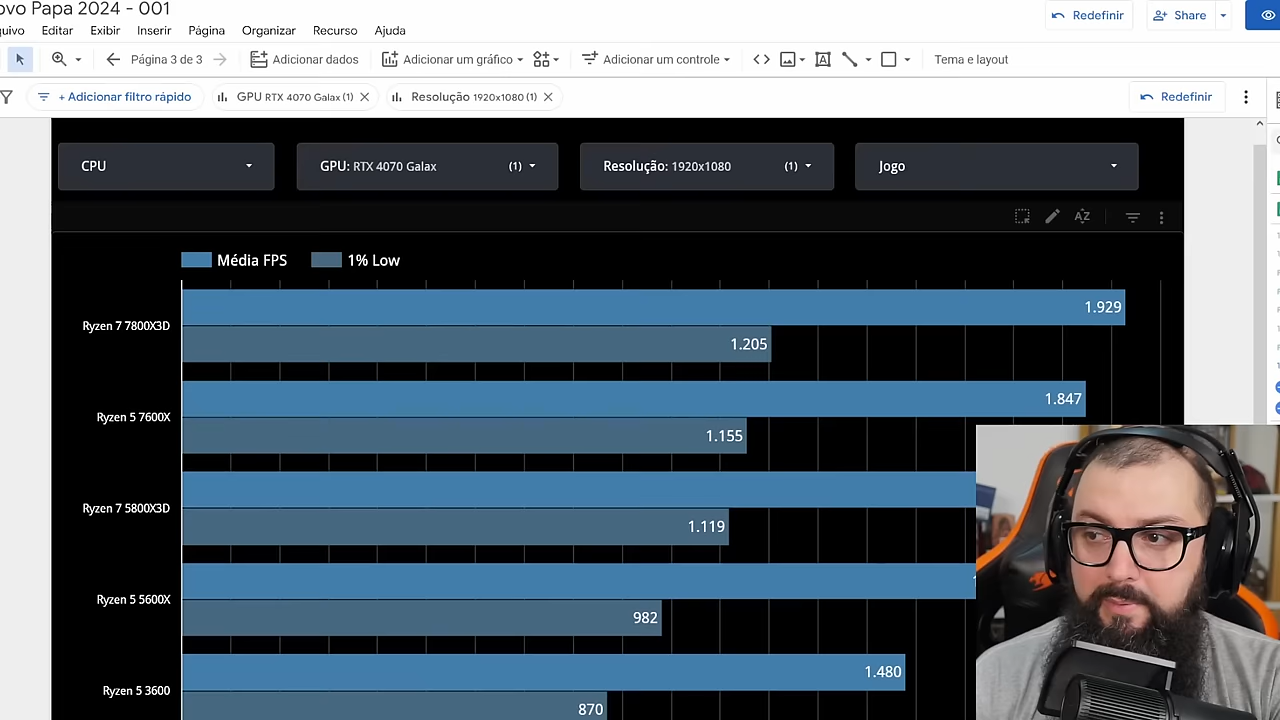 ovo Papa 2024 - 001
quivo Editar Exibir Inserir Página Organizar Recurso Ajuda
Redefinir
Share
Página 3 de 3
Adicionar dados
Adicionar um gráfico
Adicionar um controle
Tema e layout
+ Adicionar filtro rápido
GPU RTX 4070 Galax (1)
Resolução 1920x1080 (1)
Redefinir
CPU
GPU: RTX 4070 Galax (1)
Resolução: 1920x1080 (1)
Jogo
Média FPS
1% Low
Ryzen 7 7800X3D
1.929
1.205
Ryzen 5 7600X
1.847
1.155
Ryzen 7 5800X3D
1.119
Ryzen 5 5600X
982
Ryzen 5 3600
1.480
870